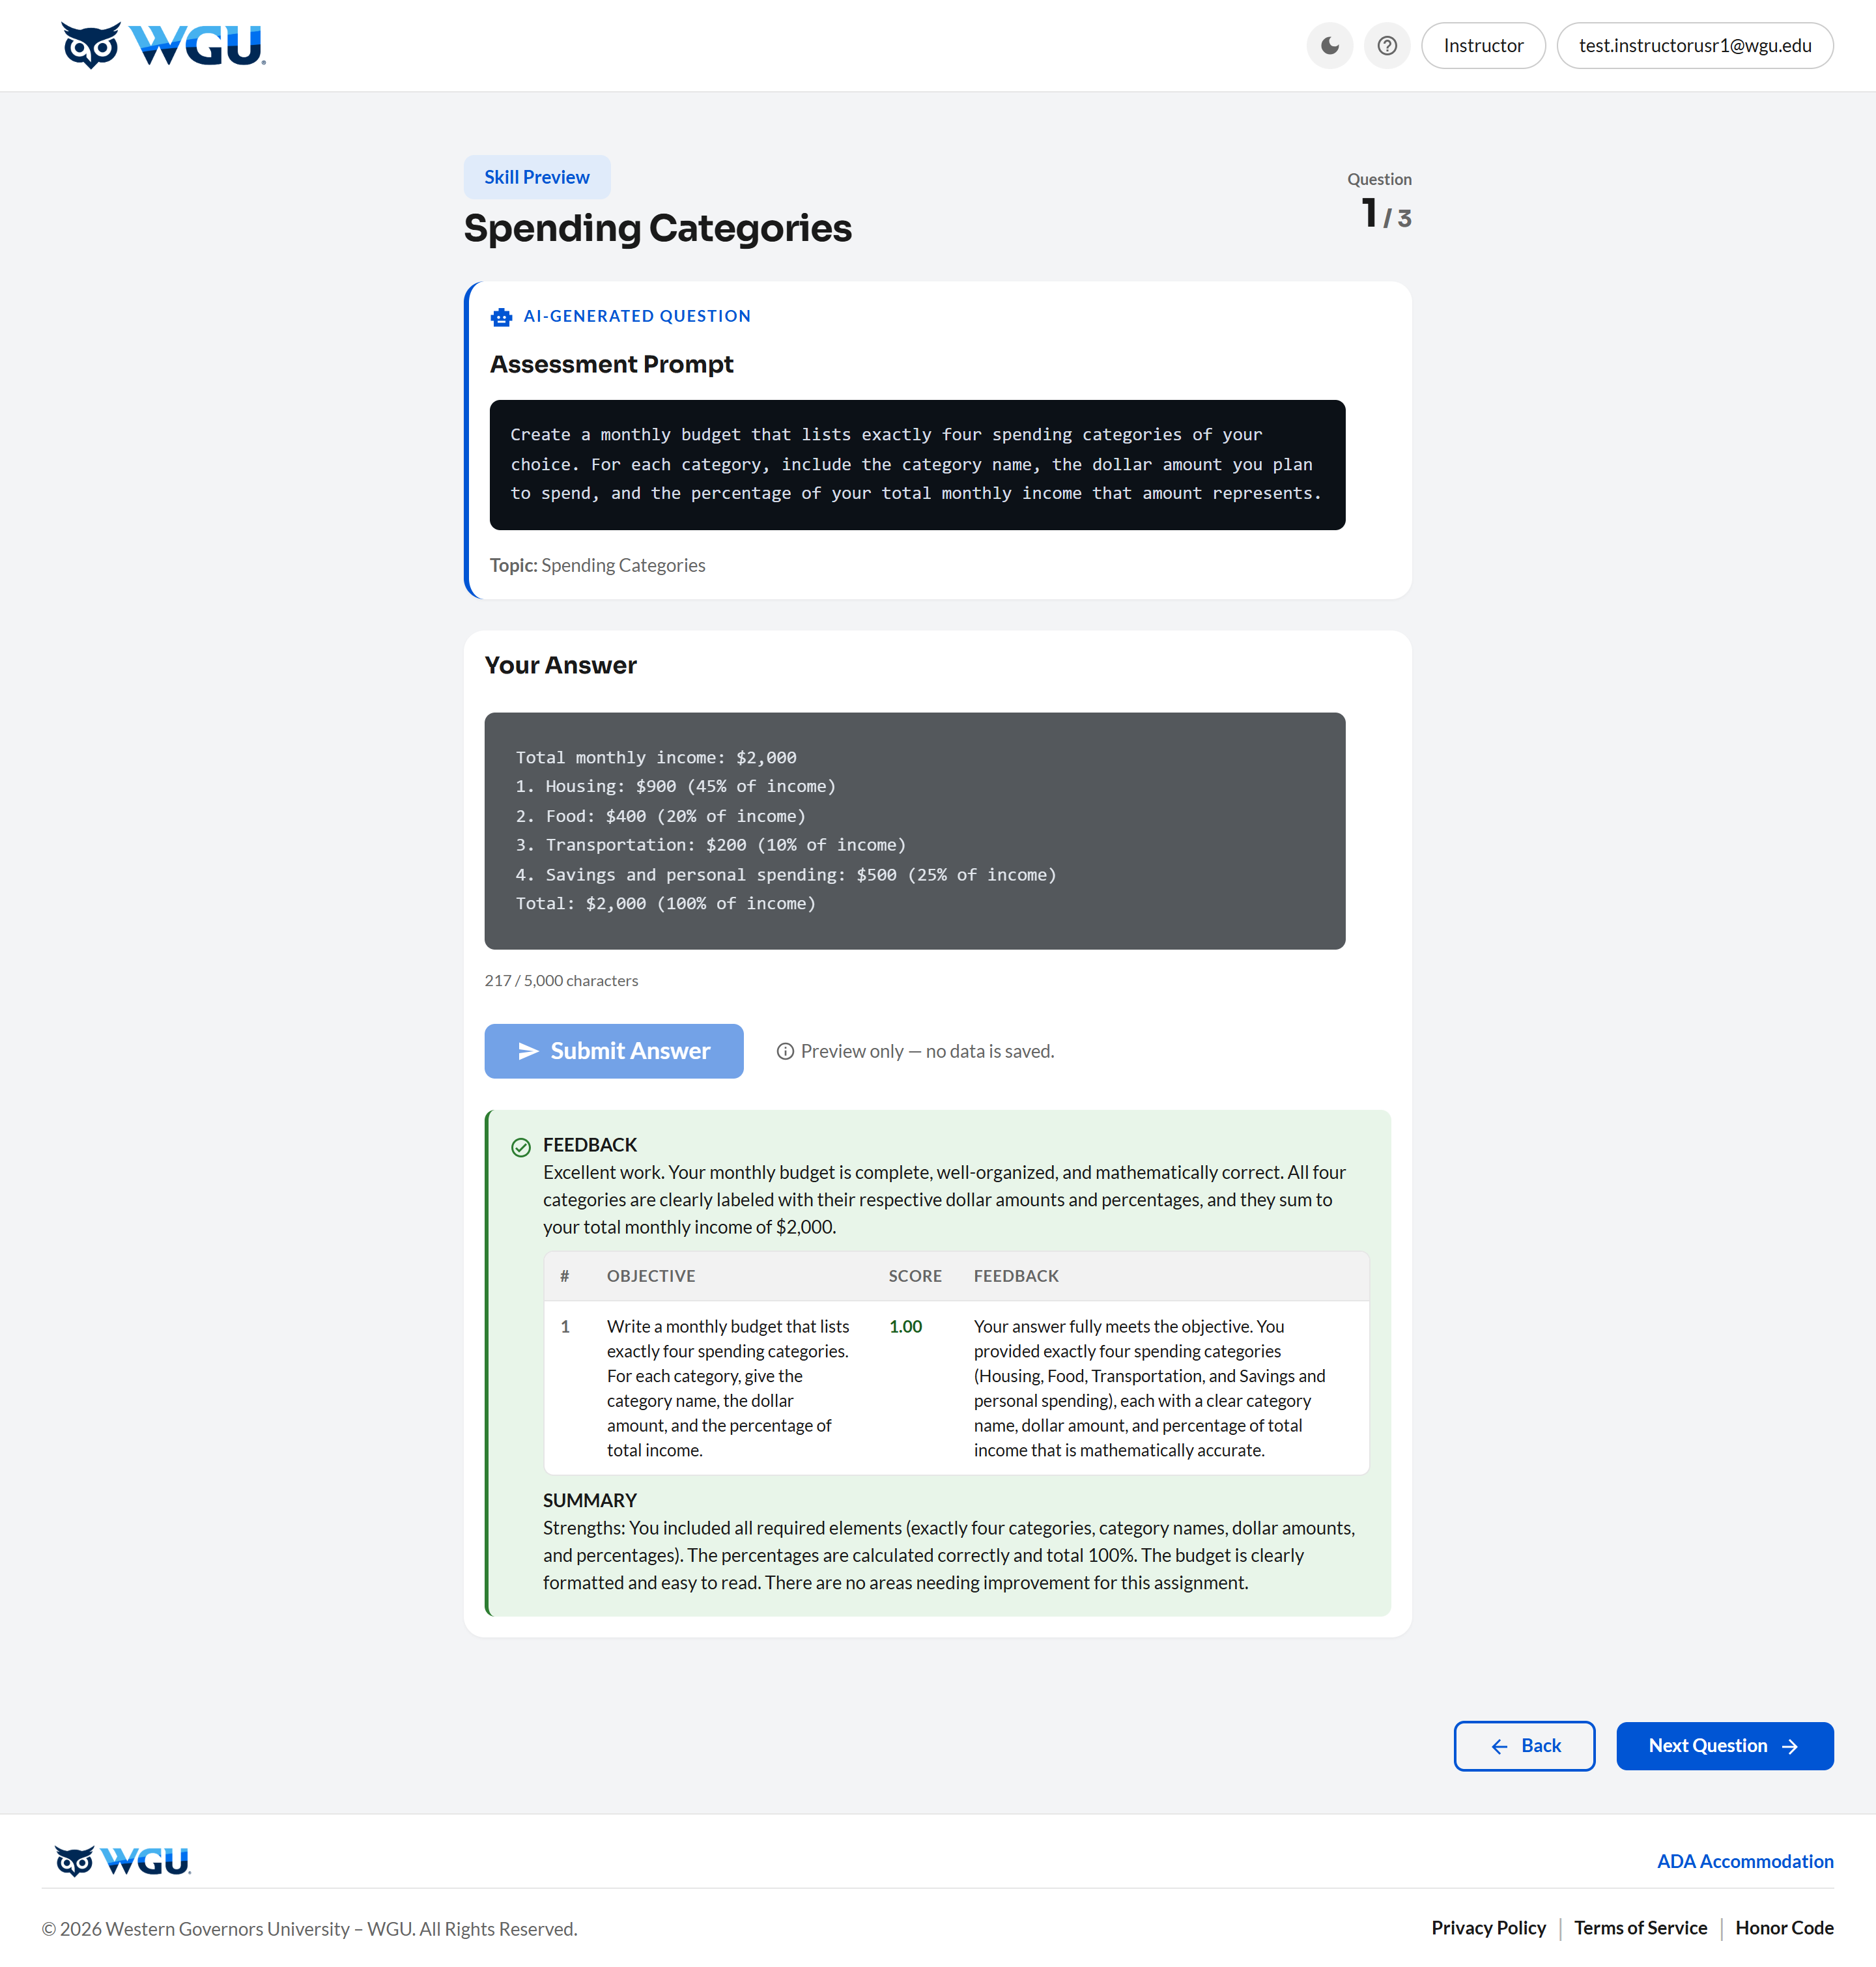 WGU
Instructor
test.instructorusr1@wgu.edu
Skill Preview
Spending Categories
Question
1 / 3
AI-GENERATED QUESTION
Assessment Prompt
Create a monthly budget that lists exactly four spending categories of your
choice. For each category, include the category name, the dollar amount you plan
to spend, and the percentage of your total monthly income that amount represents.
Topic: Spending Categories
Your Answer
Total monthly income: $2,000
1. Housing: $900 (45% of income)
2. Food: $400 (20% of income)
3. Transportation: $200 (10% of income)
4. Savings and personal spending: $500 (25% of income)
Total: $2,000 (100% of income)
217 / 5,000 characters
Submit Answer
Preview only — no data is saved.
FEEDBACK
Excellent work. Your monthly budget is complete, well-organized, and mathematically correct. All four
categories are clearly labeled with their respective dollar amounts and percentages, and they sum to
your total monthly income of $2,000.
# OBJECTIVE SCORE FEEDBACK
1 Write a monthly budget that lists 1.00 Your answer fully meets the objective. You
exactly four spending categories. provided exactly four spending categories
For each category, give the (Housing, Food, Transportation, and Savings and
category name, the dollar personal spending), each with a clear category
amount, and the percentage of name, dollar amount, and percentage of total
total income. income that is mathematically accurate.
SUMMARY
Strengths: You included all required elements (exactly four categories, category names, dollar amounts,
and percentages). The percentages are calculated correctly and total 100%. The budget is clearly
formatted and easy to read. There are no areas needing improvement for this assignment.
Back
Next Question
WGU
ADA Accommodation
© 2026 Western Governors University – WGU. All Rights Reserved.
Privacy Policy | Terms of Service | Honor Code